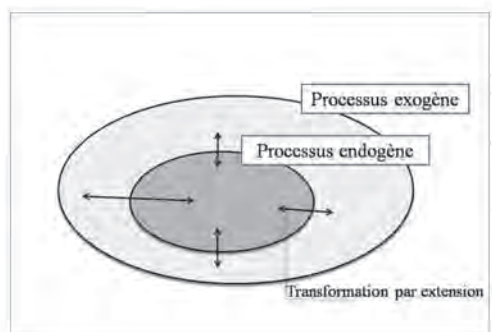 Processus exogène
Processus endogène
Transformation par extension